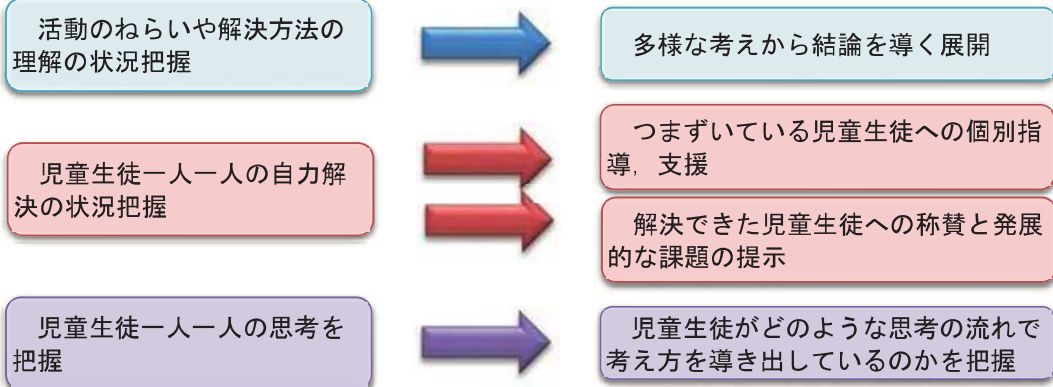 活動のねらいや解決方法の
理解の状況把握
多様な考えから結論を導く展開
児童生徒一人一人の自力解
決の状況把握
つまずいている児童生徒への個別指
導，支援
解決できた児童生徒への称賛と発展
的な課題の提示
児童生徒一人一人の思考を
把握
児童生徒がどのような思考の流れで
考え方を導き出しているのかを把握